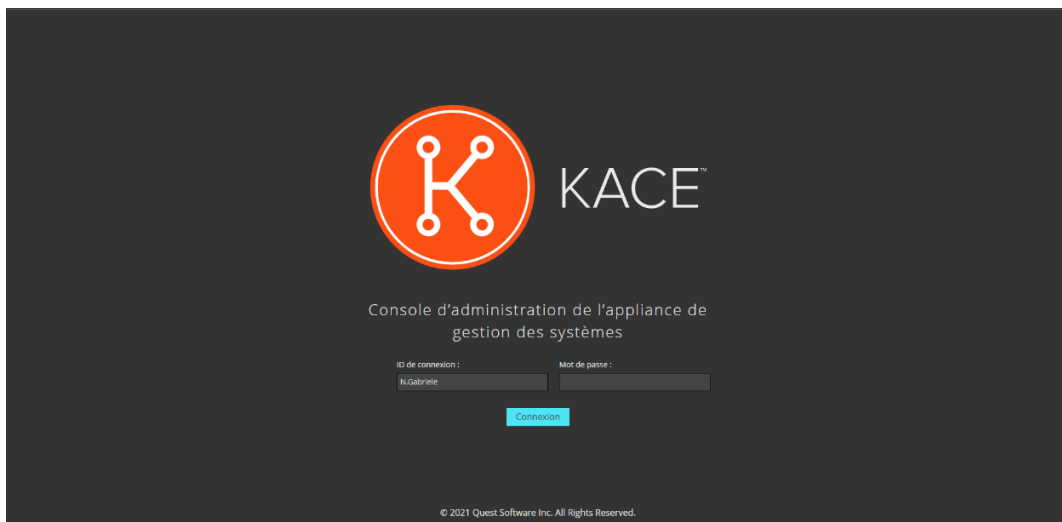 KACE™
Console d'administration de l'appliance de
gestion des systèmes
ID de connexion :
Mot de passe :
N.Gabriele
Connexion
© 2021 Quest Software Inc. All Rights Reserved.